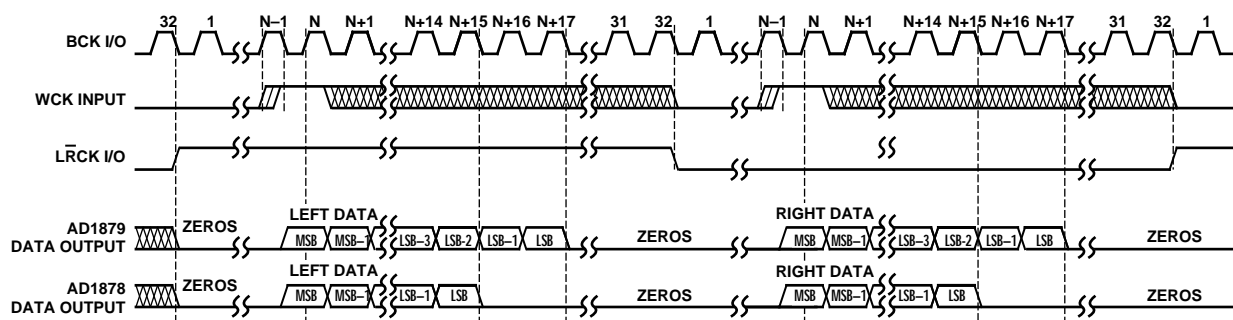 32 1 N–1 N N+1 N+14 N+15 N+16 N+17 31 32 1 N–1 N N+1 N+14 N+15 N+16 N+17 31 32 1
BCK I/O
WCK INPUT
LR̅CK I/O
AD1879
DATA OUTPUT
ZEROS
LEFT DATA
MSB MSB–1 LSB–3 LSB-2 LSB–1 LSB
ZEROS
RIGHT DATA
MSB MSB–1 LSB–3 LSB-2 LSB–1 LSB
ZEROS
AD1878
DATA OUTPUT
ZEROS
LEFT DATA
MSB MSB–1 LSB–1 LSB
ZEROS
RIGHT DATA
MSB MSB–1 LSB–1 LSB
ZEROS